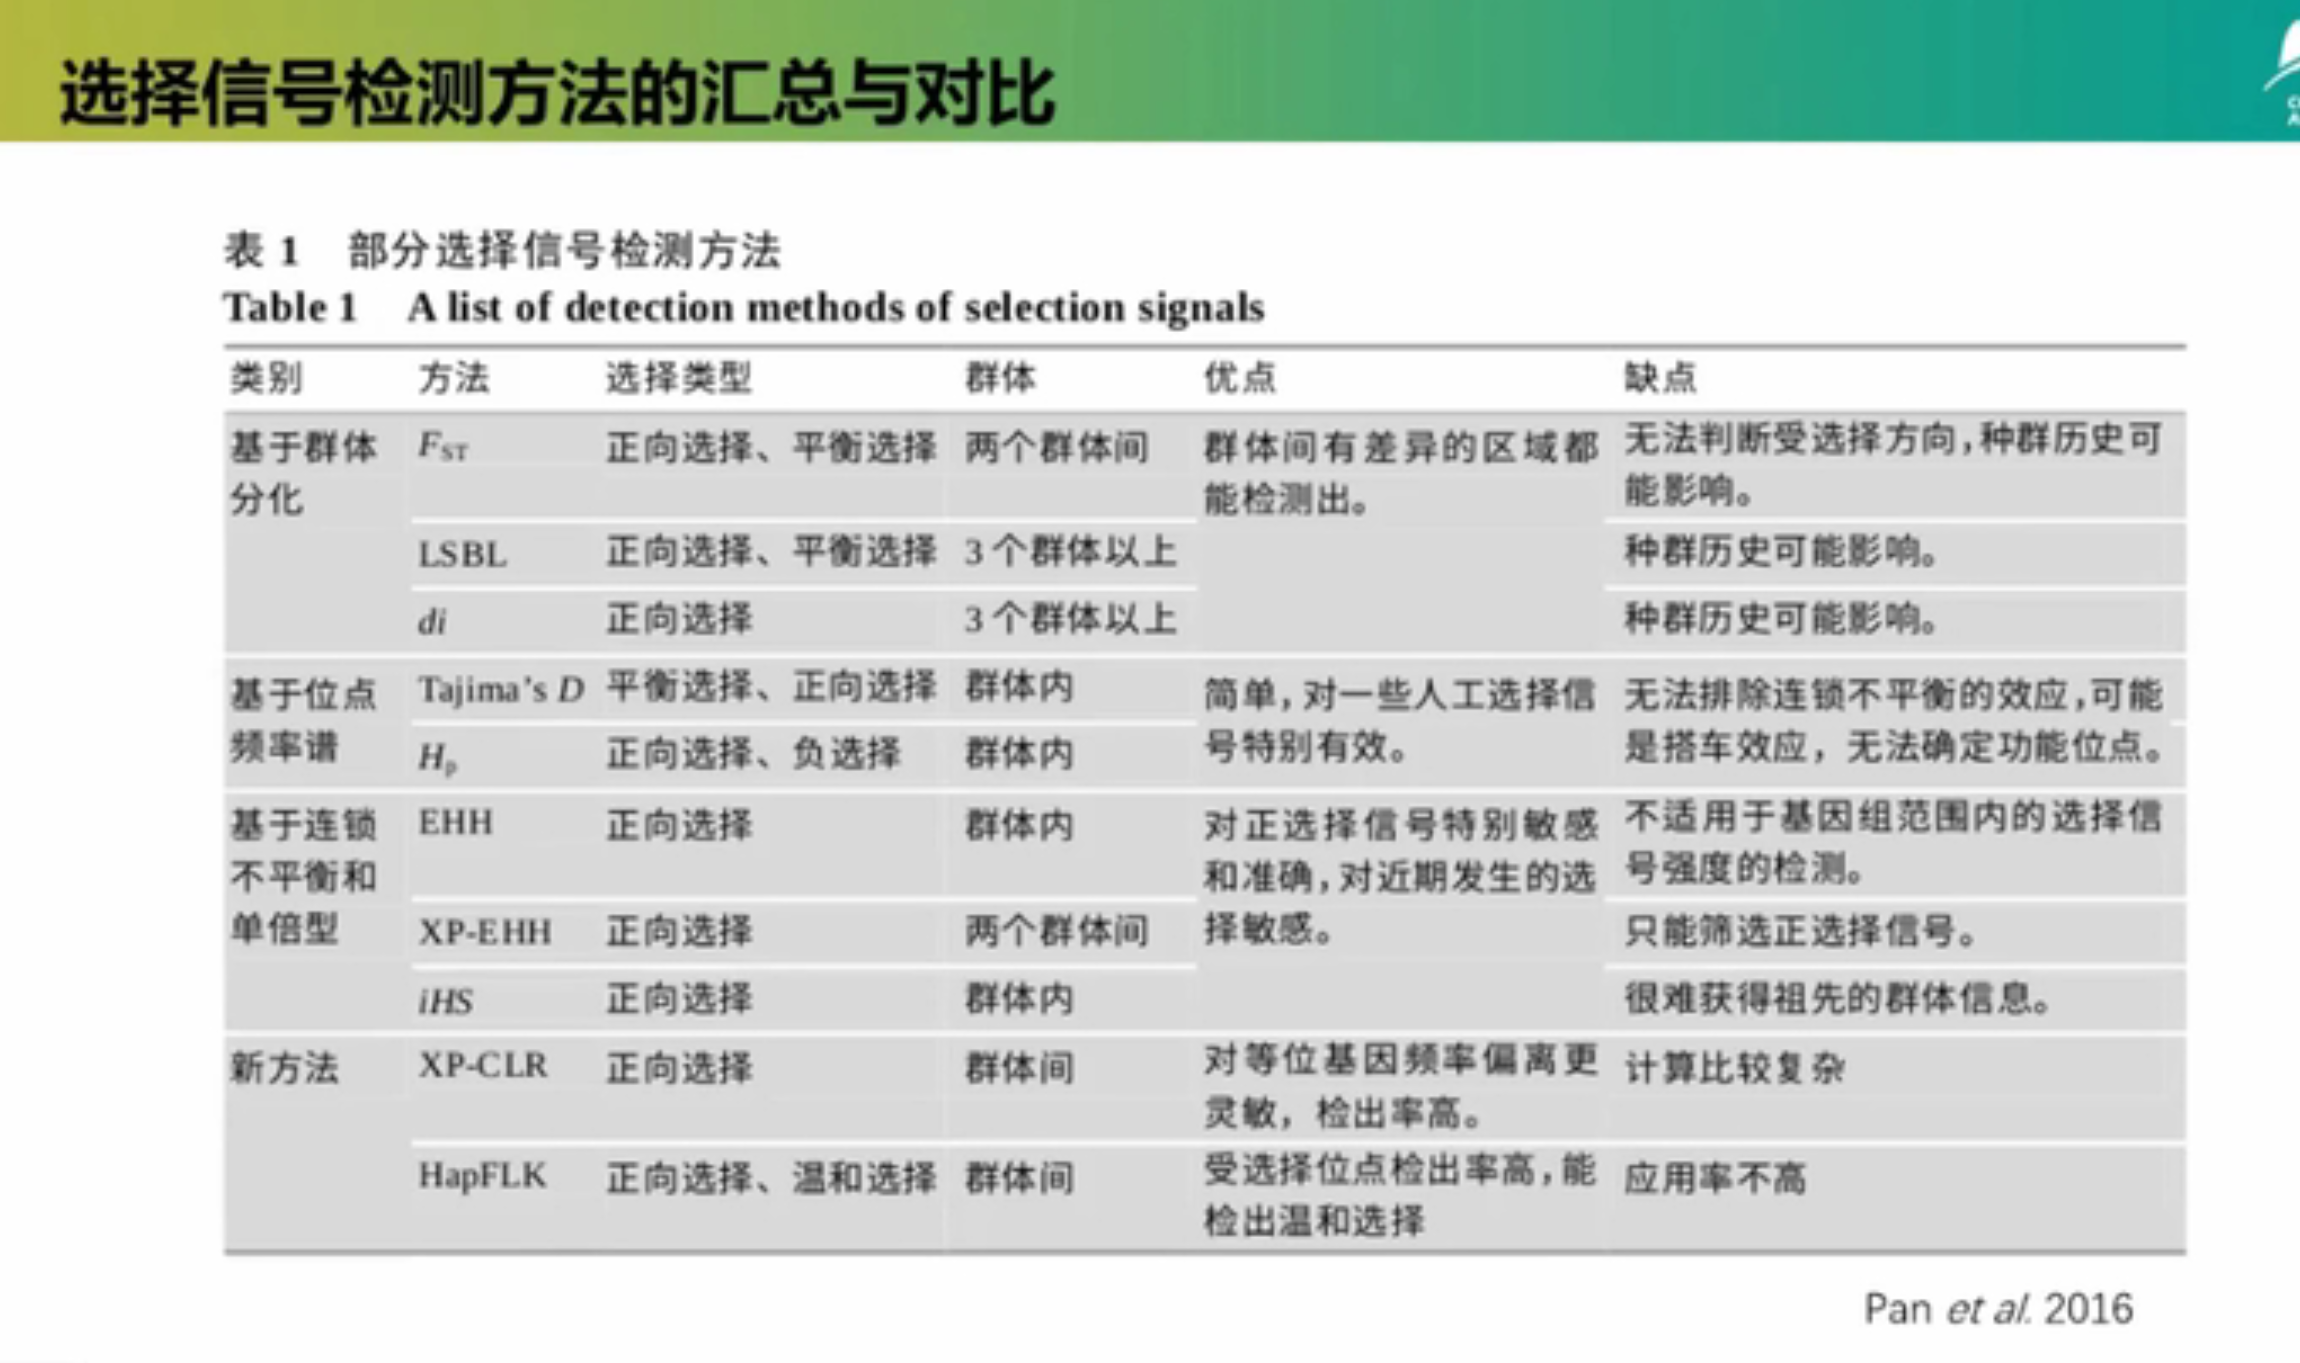 选择信号检测方法的汇总与对比
表 1 部分选择信号检测方法
Table 1 A list of detection methods of selection signals
类别 方法 选择类型 群体 优点 缺点
基于群体 FST 正向选择、平衡选择 两个群体间 群体间有差异的区域都 无法判断受选择方向,种群历史可
分化 能检测出。 能影响。
LSBL 正向选择、平衡选择 3 个群体以上 种群历史可能影响。
di 正向选择 3 个群体以上 种群历史可能影响。
基于位点 Tajima's D 平衡选择、正向选择 群体内 简单,对一些人工选择信 无法排除连锁不平衡的效应,可能
频率谱 Hp 正向选择、负选择 群体内 号特别有效。 是搭车效应，无法确定功能位点。
基于连锁 EHH 正向选择 群体内 对正选择信号特别敏感 不适用于基因组范围内的选择信
不平衡和 和准确,对近期发生的选 号强度的检测。
单倍型 XP-EHH 正向选择 两个群体间 择敏感。 只能筛选正选择信号。
iHS 正向选择 群体内 很难获得祖先的群体信息。
新方法 XP-CLR 正向选择 群体间 对等位基因频率偏离更 计算比较复杂
灵敏，检出率高。
HapFLK 正向选择、温和选择 群体间 受选择位点检出率高,能 应用率不高
检出温和选择
Pan et al. 2016